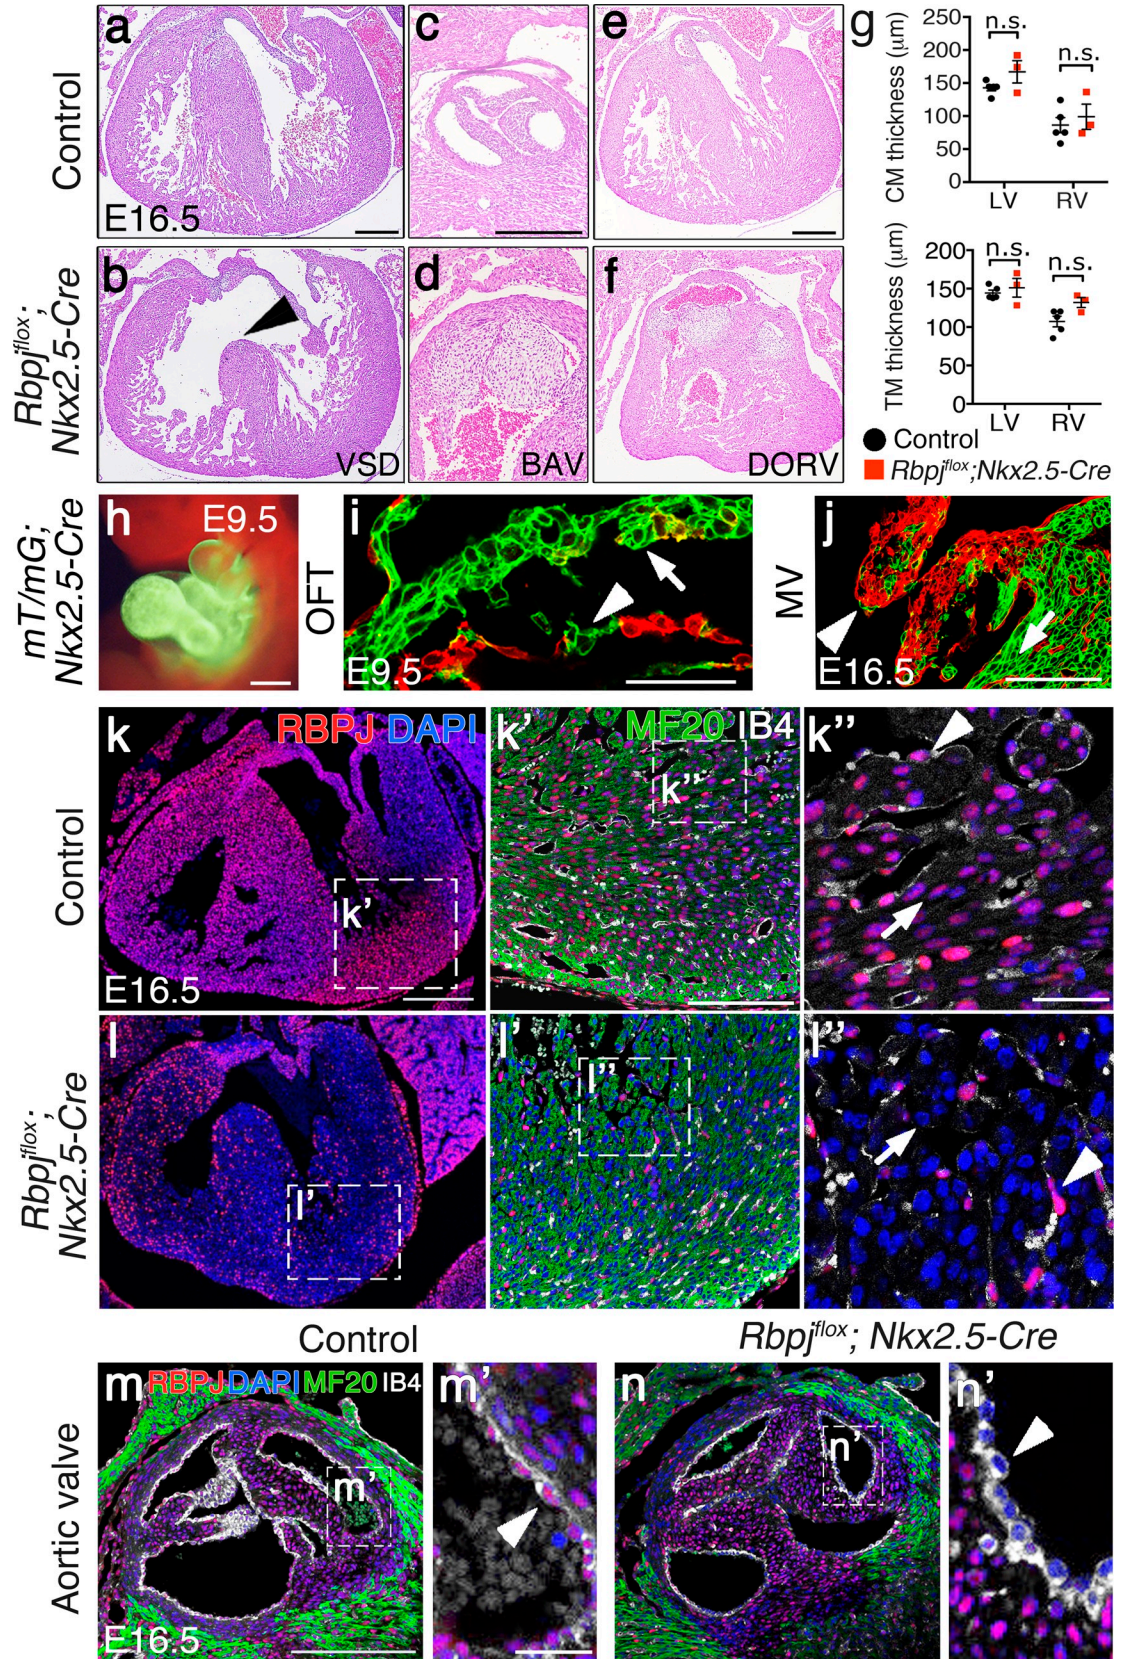 a
c
e
g
Control
E16.5
CM thickness (μm)
250
200
150
100
50
0
n.s.
n.s.
LV
RV
b
d
f
Rbpjflox;
Nkx2.5-Cre
VSD
BAV
DORV
TM thickness (μm)
200
150
100
50
0
n.s.
n.s.
LV
RV
Control
Rbpjflox;Nkx2.5-Cre
mT/mG;
Nkx2.5-Cre
h
E9.5
OFT
i
E9.5
MV
j
E16.5
Control
k
RBPJ DAPI
k’
E16.5
k’
MF20 IB4
k’’
k’’
Rbpjflox;
Nkx2.5-Cre
l
l’
l’
l’’
l’’
Control
Rbpjflox; Nkx2.5-Cre
Aortic valve
m RBPJ DAPI MF20 IB4
m’
E16.5
m’
n
n’
n’